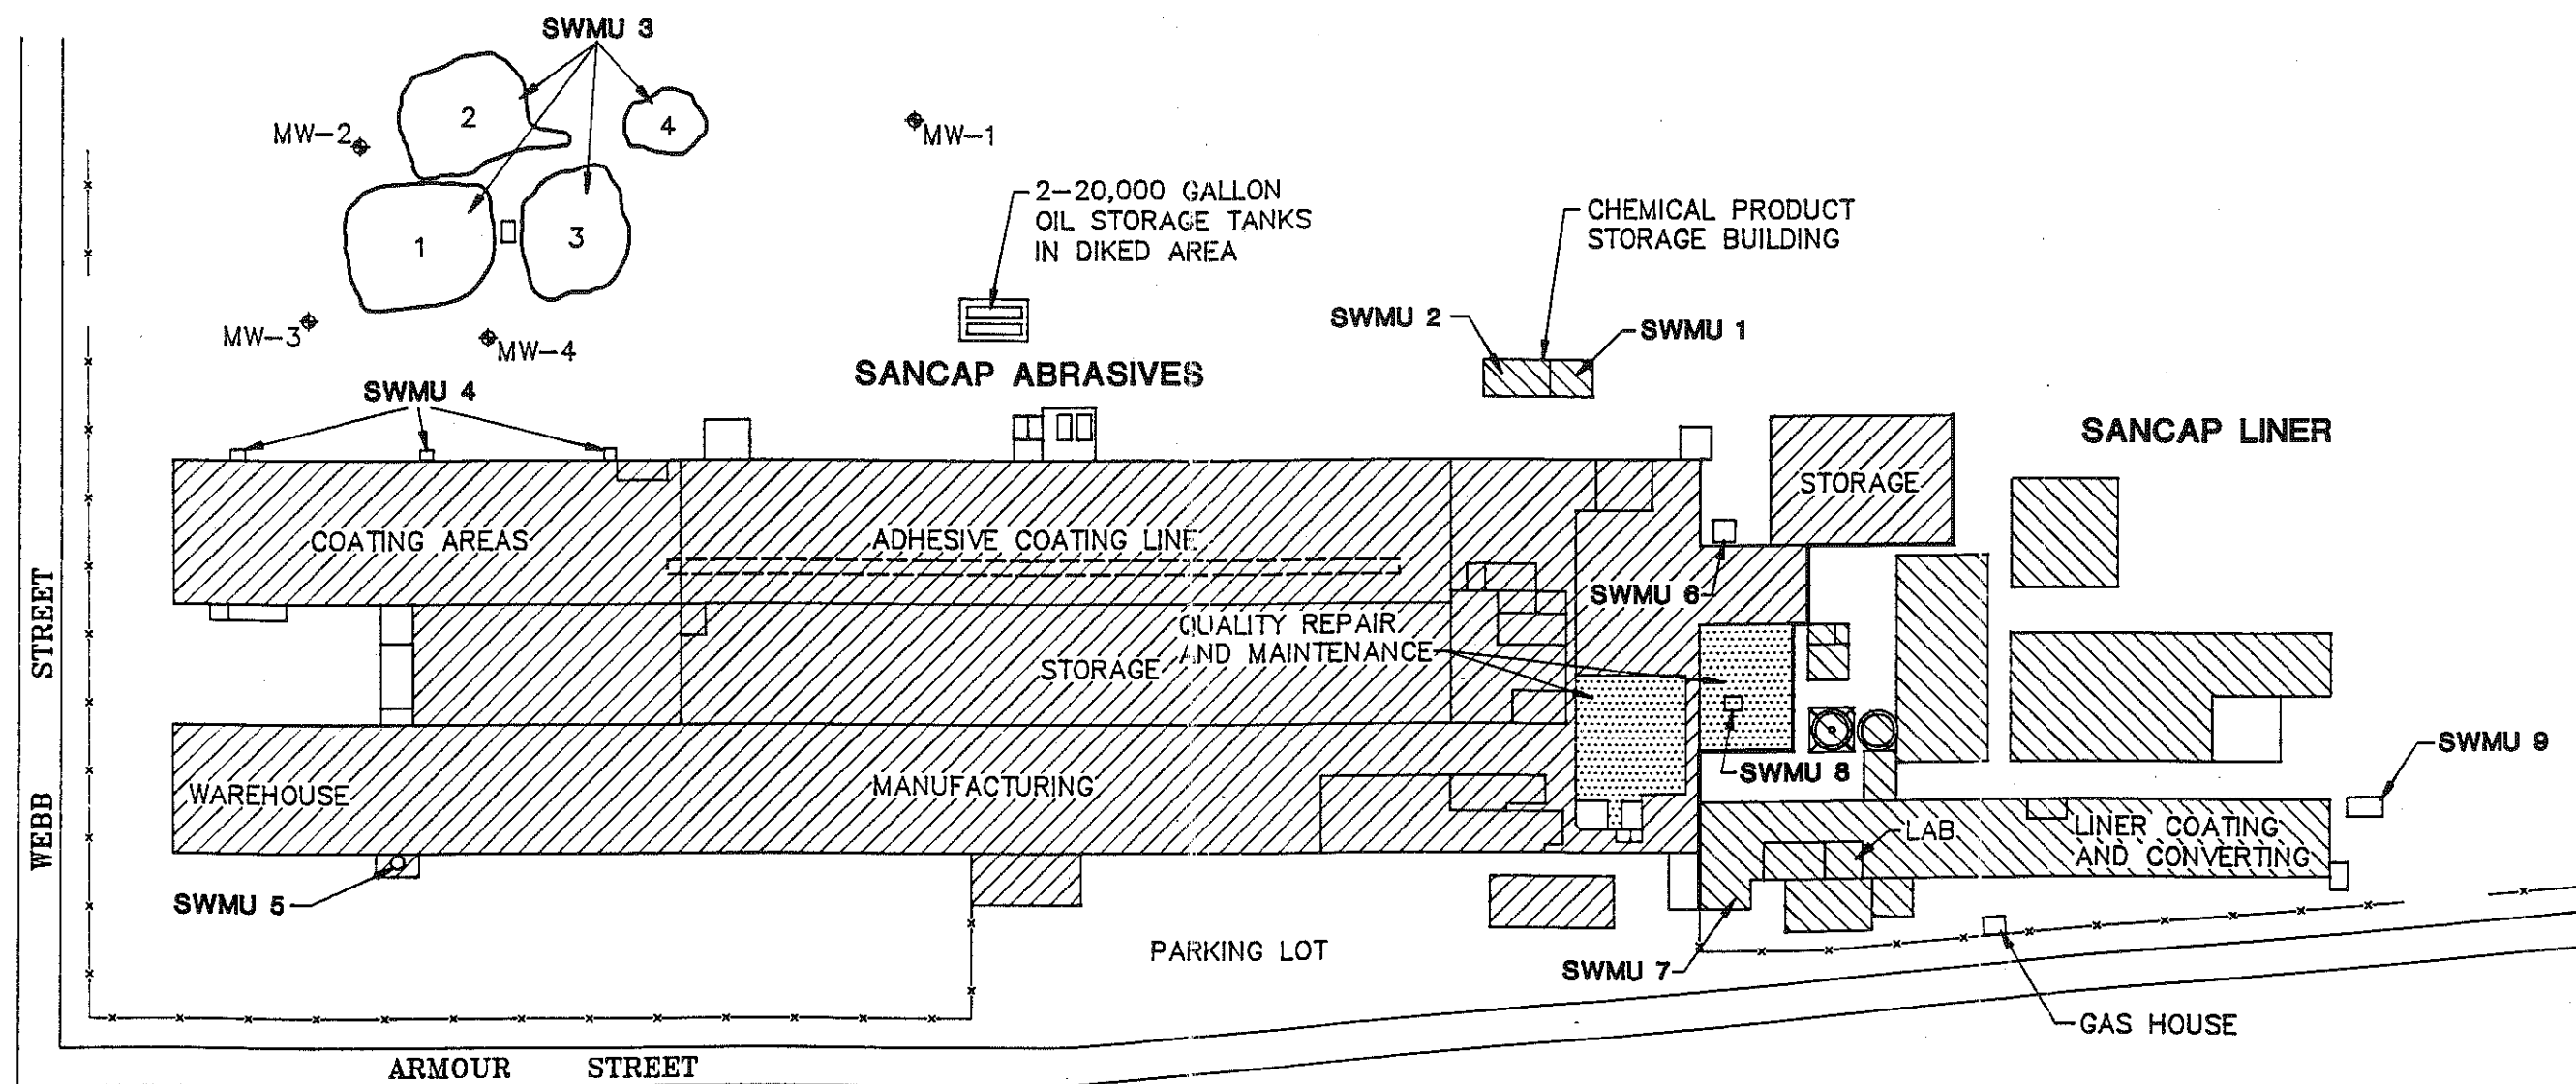 SWMU 3
2
4
MW-2
MW-1
1
3
2-20,000 GALLON
OIL STORAGE TANKS
IN DIKED AREA
CHEMICAL PRODUCT
STORAGE BUILDING
MW-3
MW-4
SWMU 2
SWMU 1
SANCAP ABRASIVES
SWMU 4
SANCAP LINER
STORAGE
COATING AREAS
ADHESIVE COATING LINE
SWMU 6
QUALITY REPAIR
AND MAINTENANCE
STORAGE
WAREHOUSE
MANUFACTURING
SWMU 8
SWMU 9
LAB
LINER COATING
AND CONVERTING
SWMU 5
PARKING LOT
SWMU 7
GAS HOUSE
WEBB STREET
ARMOUR STREET